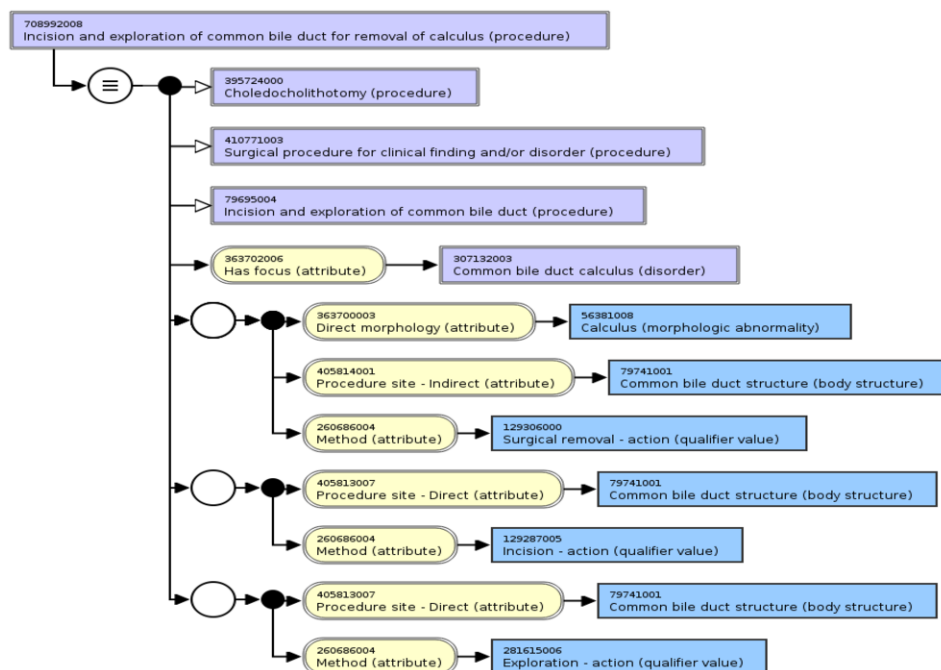 708992008
Incision and exploration of common bile duct for removal of calculus (procedure)
395724000
Choledocholithotomy (procedure)
410771003
Surgical procedure for clinical finding and/or disorder (procedure)
79695004
Incision and exploration of common bile duct (procedure)
363702006
Has focus (attribute)
307132003
Common bile duct calculus (disorder)
363700003
Direct morphology (attribute)
56381008
Calculus (morphologic abnormality)
405814001
Procedure site - Indirect (attribute)
79741001
Common bile duct structure (body structure)
260686004
Method (attribute)
129306000
Surgical removal - action (qualifier value)
405813007
Procedure site - Direct (attribute)
79741001
Common bile duct structure (body structure)
260686004
Method (attribute)
129287005
Incision - action (qualifier value)
405813007
Procedure site - Direct (attribute)
79741001
Common bile duct structure (body structure)
260686004
Method (attribute)
281615006
Exploration - action (qualifier value)